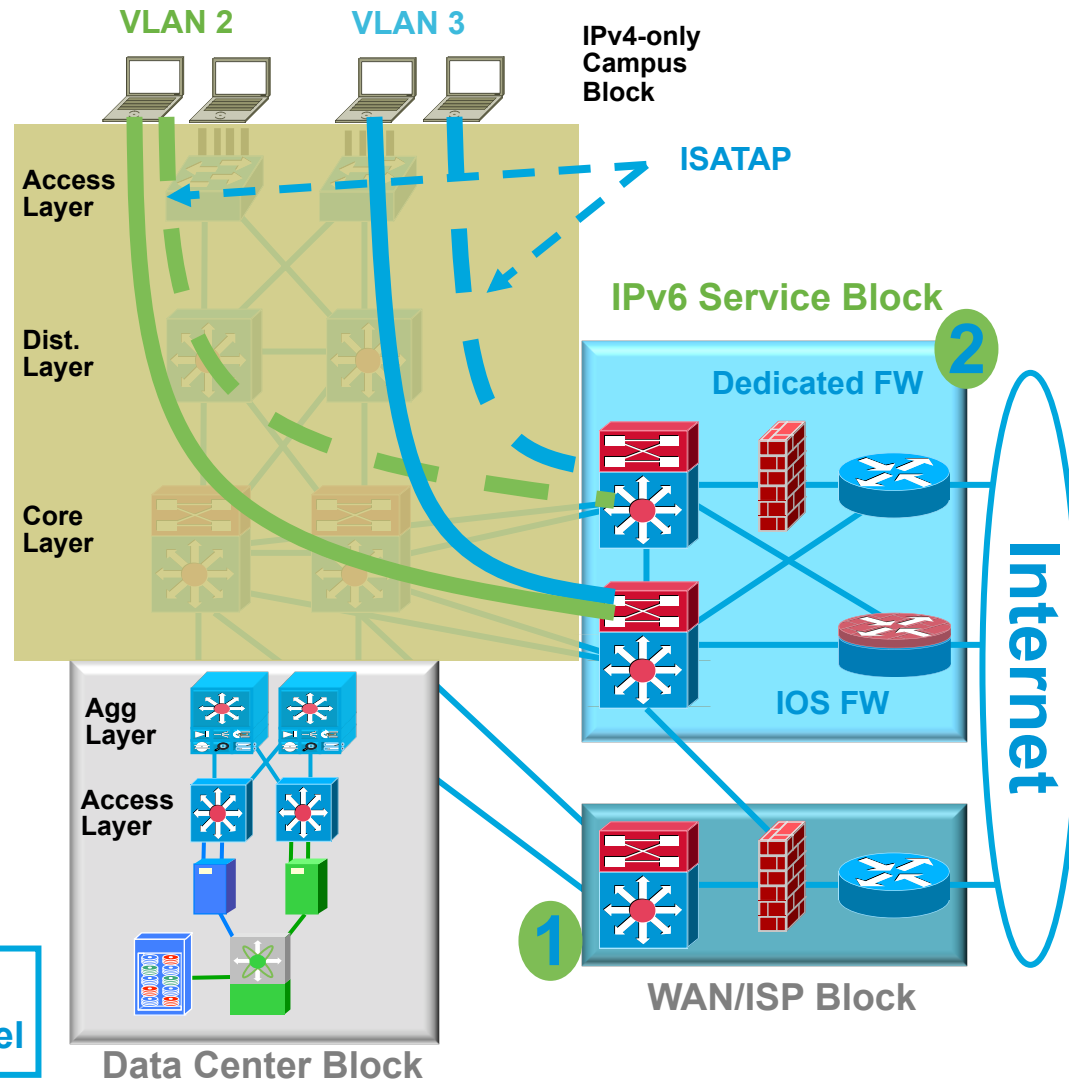 VLAN 2
VLAN 3
IPv4-only
Campus
Block
Access
Layer
ISATAP
IPv6 Service Block
2
Dist.
Layer
Dedicated FW
Core
Layer
Internet
IOS FW
Agg
Layer
Access
Layer
1
WAN/ISP Block
el
Data Center Block